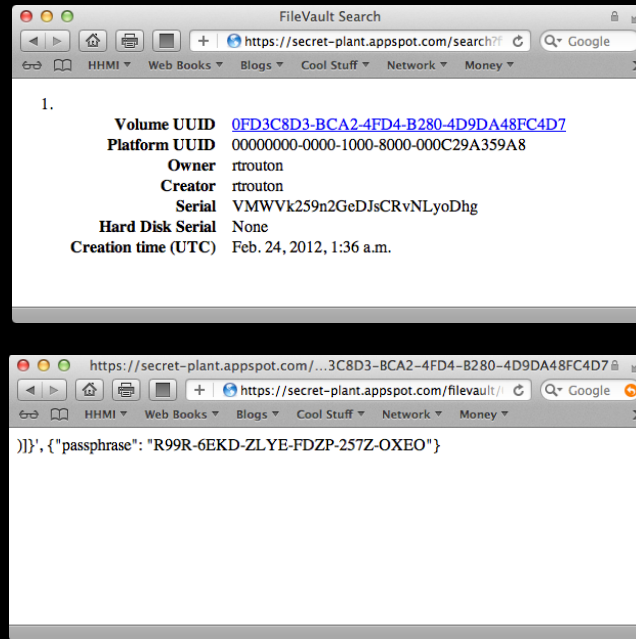 FileVault Search
https://secret-plant.appspot.com/search?f
Google
HHMI Web Books Blogs Cool Stuff Network Money
1.
Volume UUID 0FD3C8D3-BCA2-4FD4-B280-4D9DA48FC4D7
Platform UUID 00000000-0000-1000-8000-000C29A359A8
Owner rtrouton
Creator rtrouton
Serial VMWVk259n2GeDJsCRvNLyoDhg
Hard Disk Serial None
Creation time (UTC) Feb. 24, 2012, 1:36 a.m.
https://secret-plant.appspot.com/...3C8D3-BCA2-4FD4-B280-4D9DA48FC4D7
https://secret-plant.appspot.com/filevault/
Google
HHMI Web Books Blogs Cool Stuff Network Money
)]}',{"passphrase": "R99R-6EKD-ZLYE-FDZP-257Z-OXEO"}